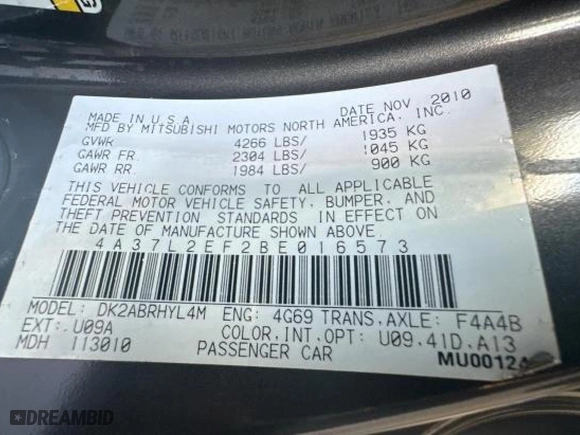 MADE IN U.S.A. DATE NOV 2010
MFD BY MITSUBISHI MOTORS NORTH AMERICA, INC.
GVWR 4266 LBS/ 1935 KG
GAWR FR. 2304 LBS/ 1045 KG
GAWR RR. 1984 LBS/ 900 KG
THIS VEHICLE CONFORMS TO ALL APPLICABLE
FEDERAL MOTOR VEHICLE SAFETY, BUMPER, AND
THEFT PREVENTION STANDARDS IN EFFECT ON
THE DATE OF MANUFACTURE SHOWN ABOVE.
4A37L2EF2BE016573
MODEL: DK2ABRHYL4M ENG: 4G69 TRANS,AXLE: F4A4B
EXT: U09A COLOR,INT,OPT: U09,41D,A13
MDH 113010 PASSENGER CAR MU0012A
DREAMBID